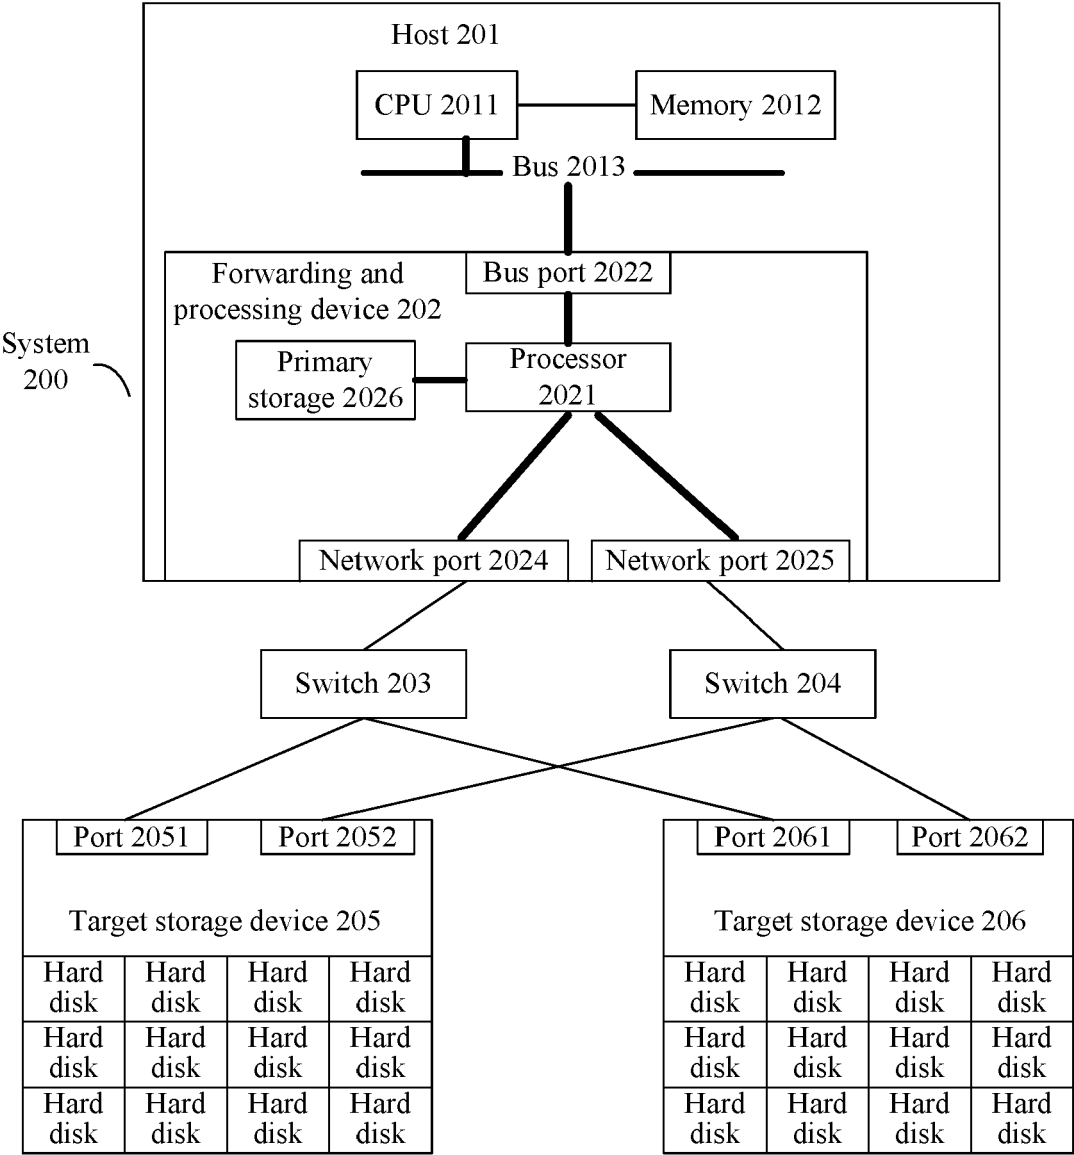 Host 201
CPU 2011
Memory 2012
Bus 2013
Forwarding and
processing device 202
Bus port 2022
System
200
Primary
storage 2026
Processor
2021
Network port 2024
Network port 2025
Switch 203
Switch 204
Port 2051
Port 2052
Port 2061
Port 2062
Target storage device 205
Target storage device 206
Hard Hard Hard Hard
disk disk disk disk
Hard Hard Hard Hard
disk disk disk disk
Hard Hard Hard Hard
disk disk disk disk
Hard Hard Hard Hard
disk disk disk disk
Hard Hard Hard Hard
disk disk disk disk
Hard Hard Hard Hard
disk disk disk disk